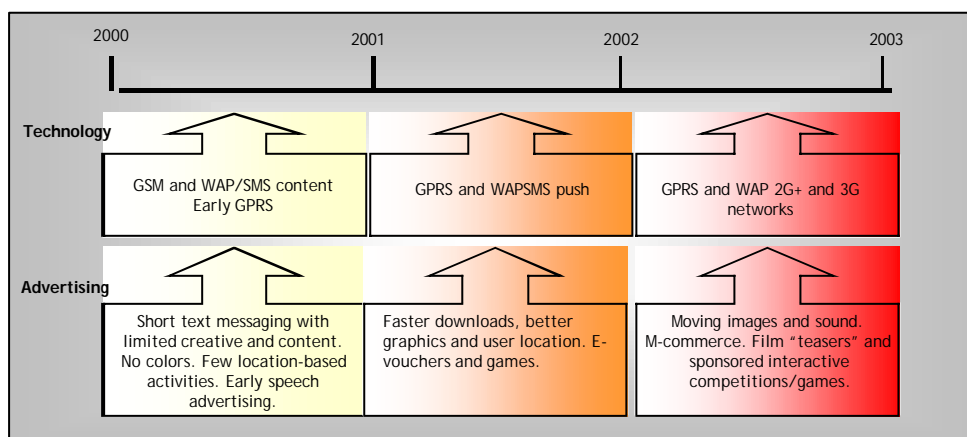 2000
2001
2002
2003
Technology
GSM and WAP/SMS content
Early GPRS
GPRS and WAPSMS push
GPRS and WAP 2G+ and 3G
networks
Advertising
Short text messaging with
limited creative and content.
No colors. Few location-based
activities. Early speech
advertising.
Faster downloads, better
graphics and user location. E-
vouchers and games.
Moving images and sound.
M-commerce. Film “teasers” and
sponsored interactive
competitions/games.